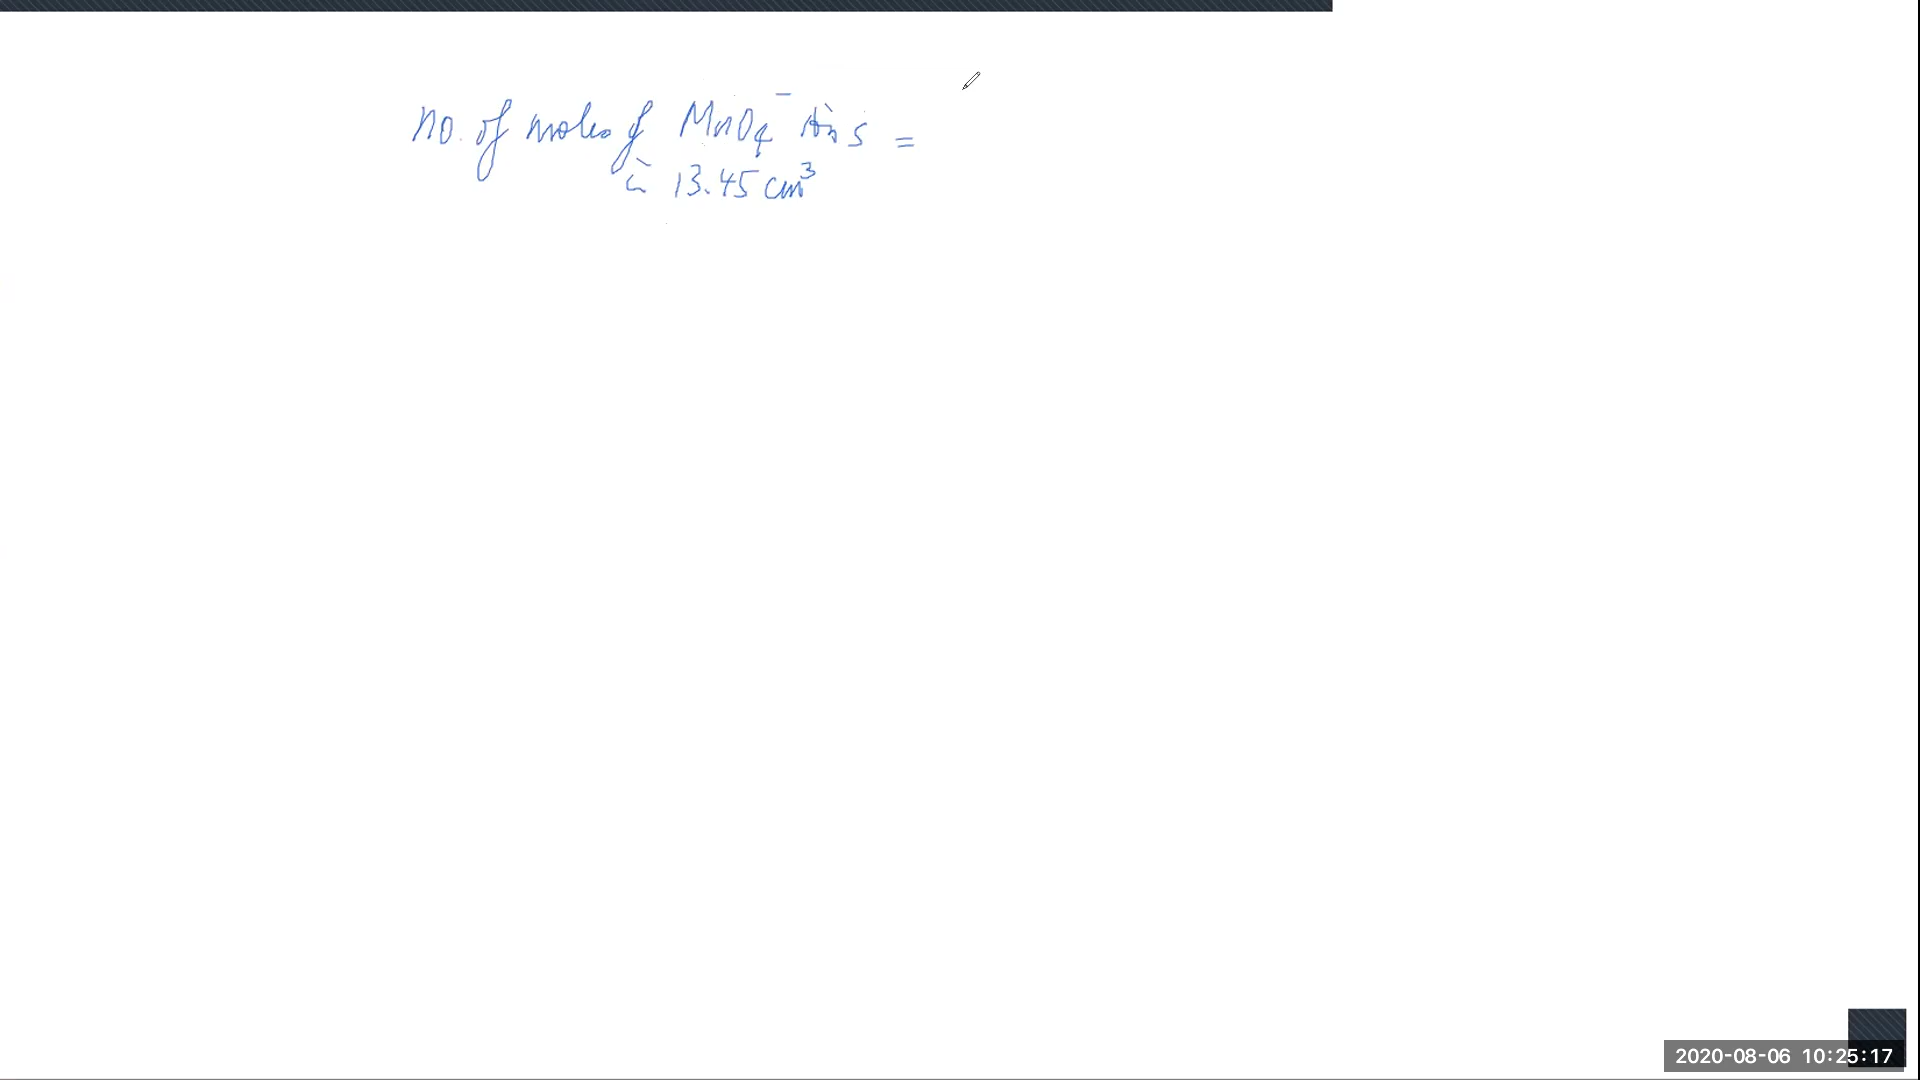 no. of moles of MnO₄⁻ ions =
in 13.45 cm³
2020-08-06 10:25:17